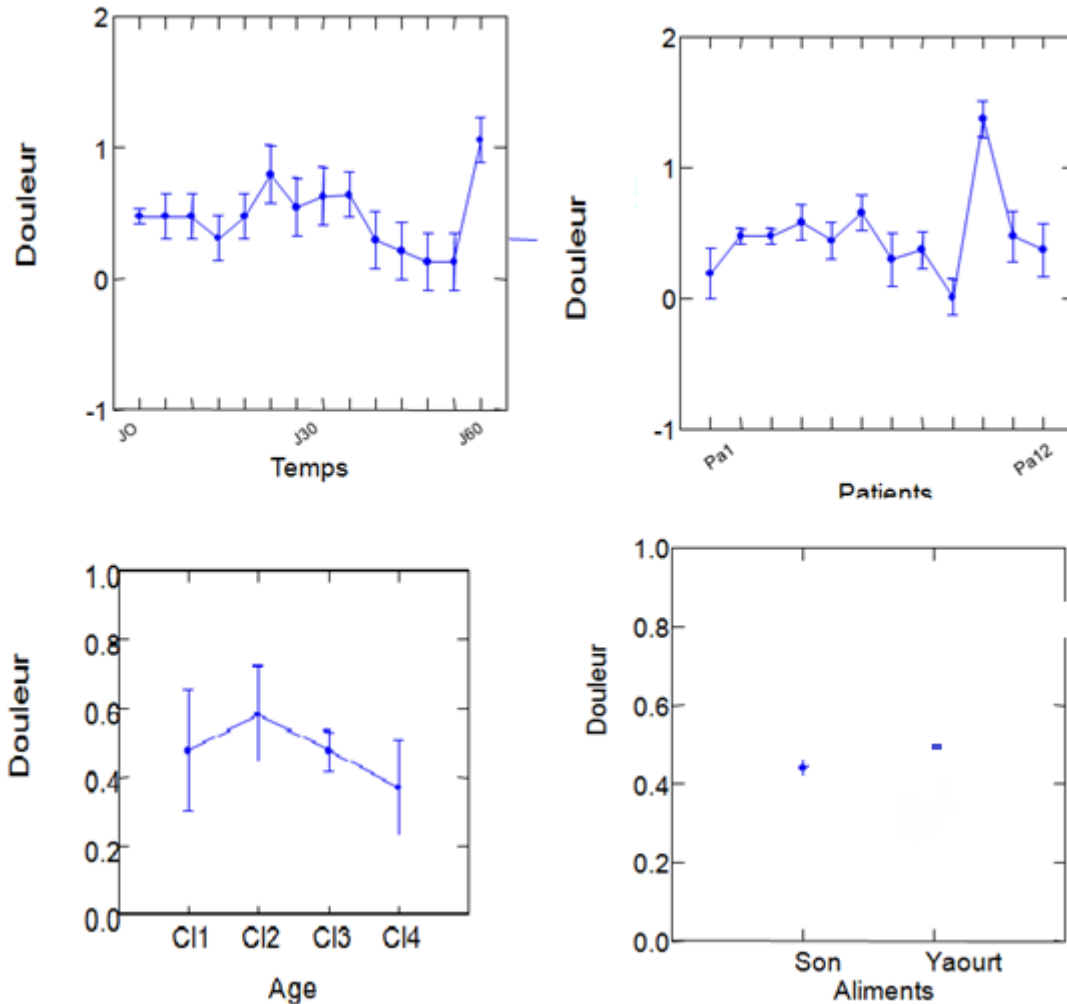 2
1
0
-1
Douleur
JO
J30
J60
Temps
2
1
0
-1
Douleur
Pa1
Pa12
Patients
1.0
0.8
0.6
0.4
0.2
0.0
Douleur
Cl1 Cl2 Cl3 Cl4
Age
1.0
0.8
0.6
0.4
0.2
0.0
Douleur
Son Yaourt
Aliments